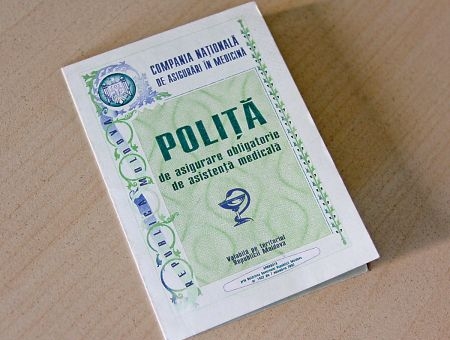 COMPANIA NAȚIONALĂ
DE ASIGURĂRI ÎN MEDICINĂ
REPUBLICA MOLDOVA
POLIȚĂ
de asigurare obligatorie
de asistență medicală
Valabilă pe teritoriul
Republicii Moldova